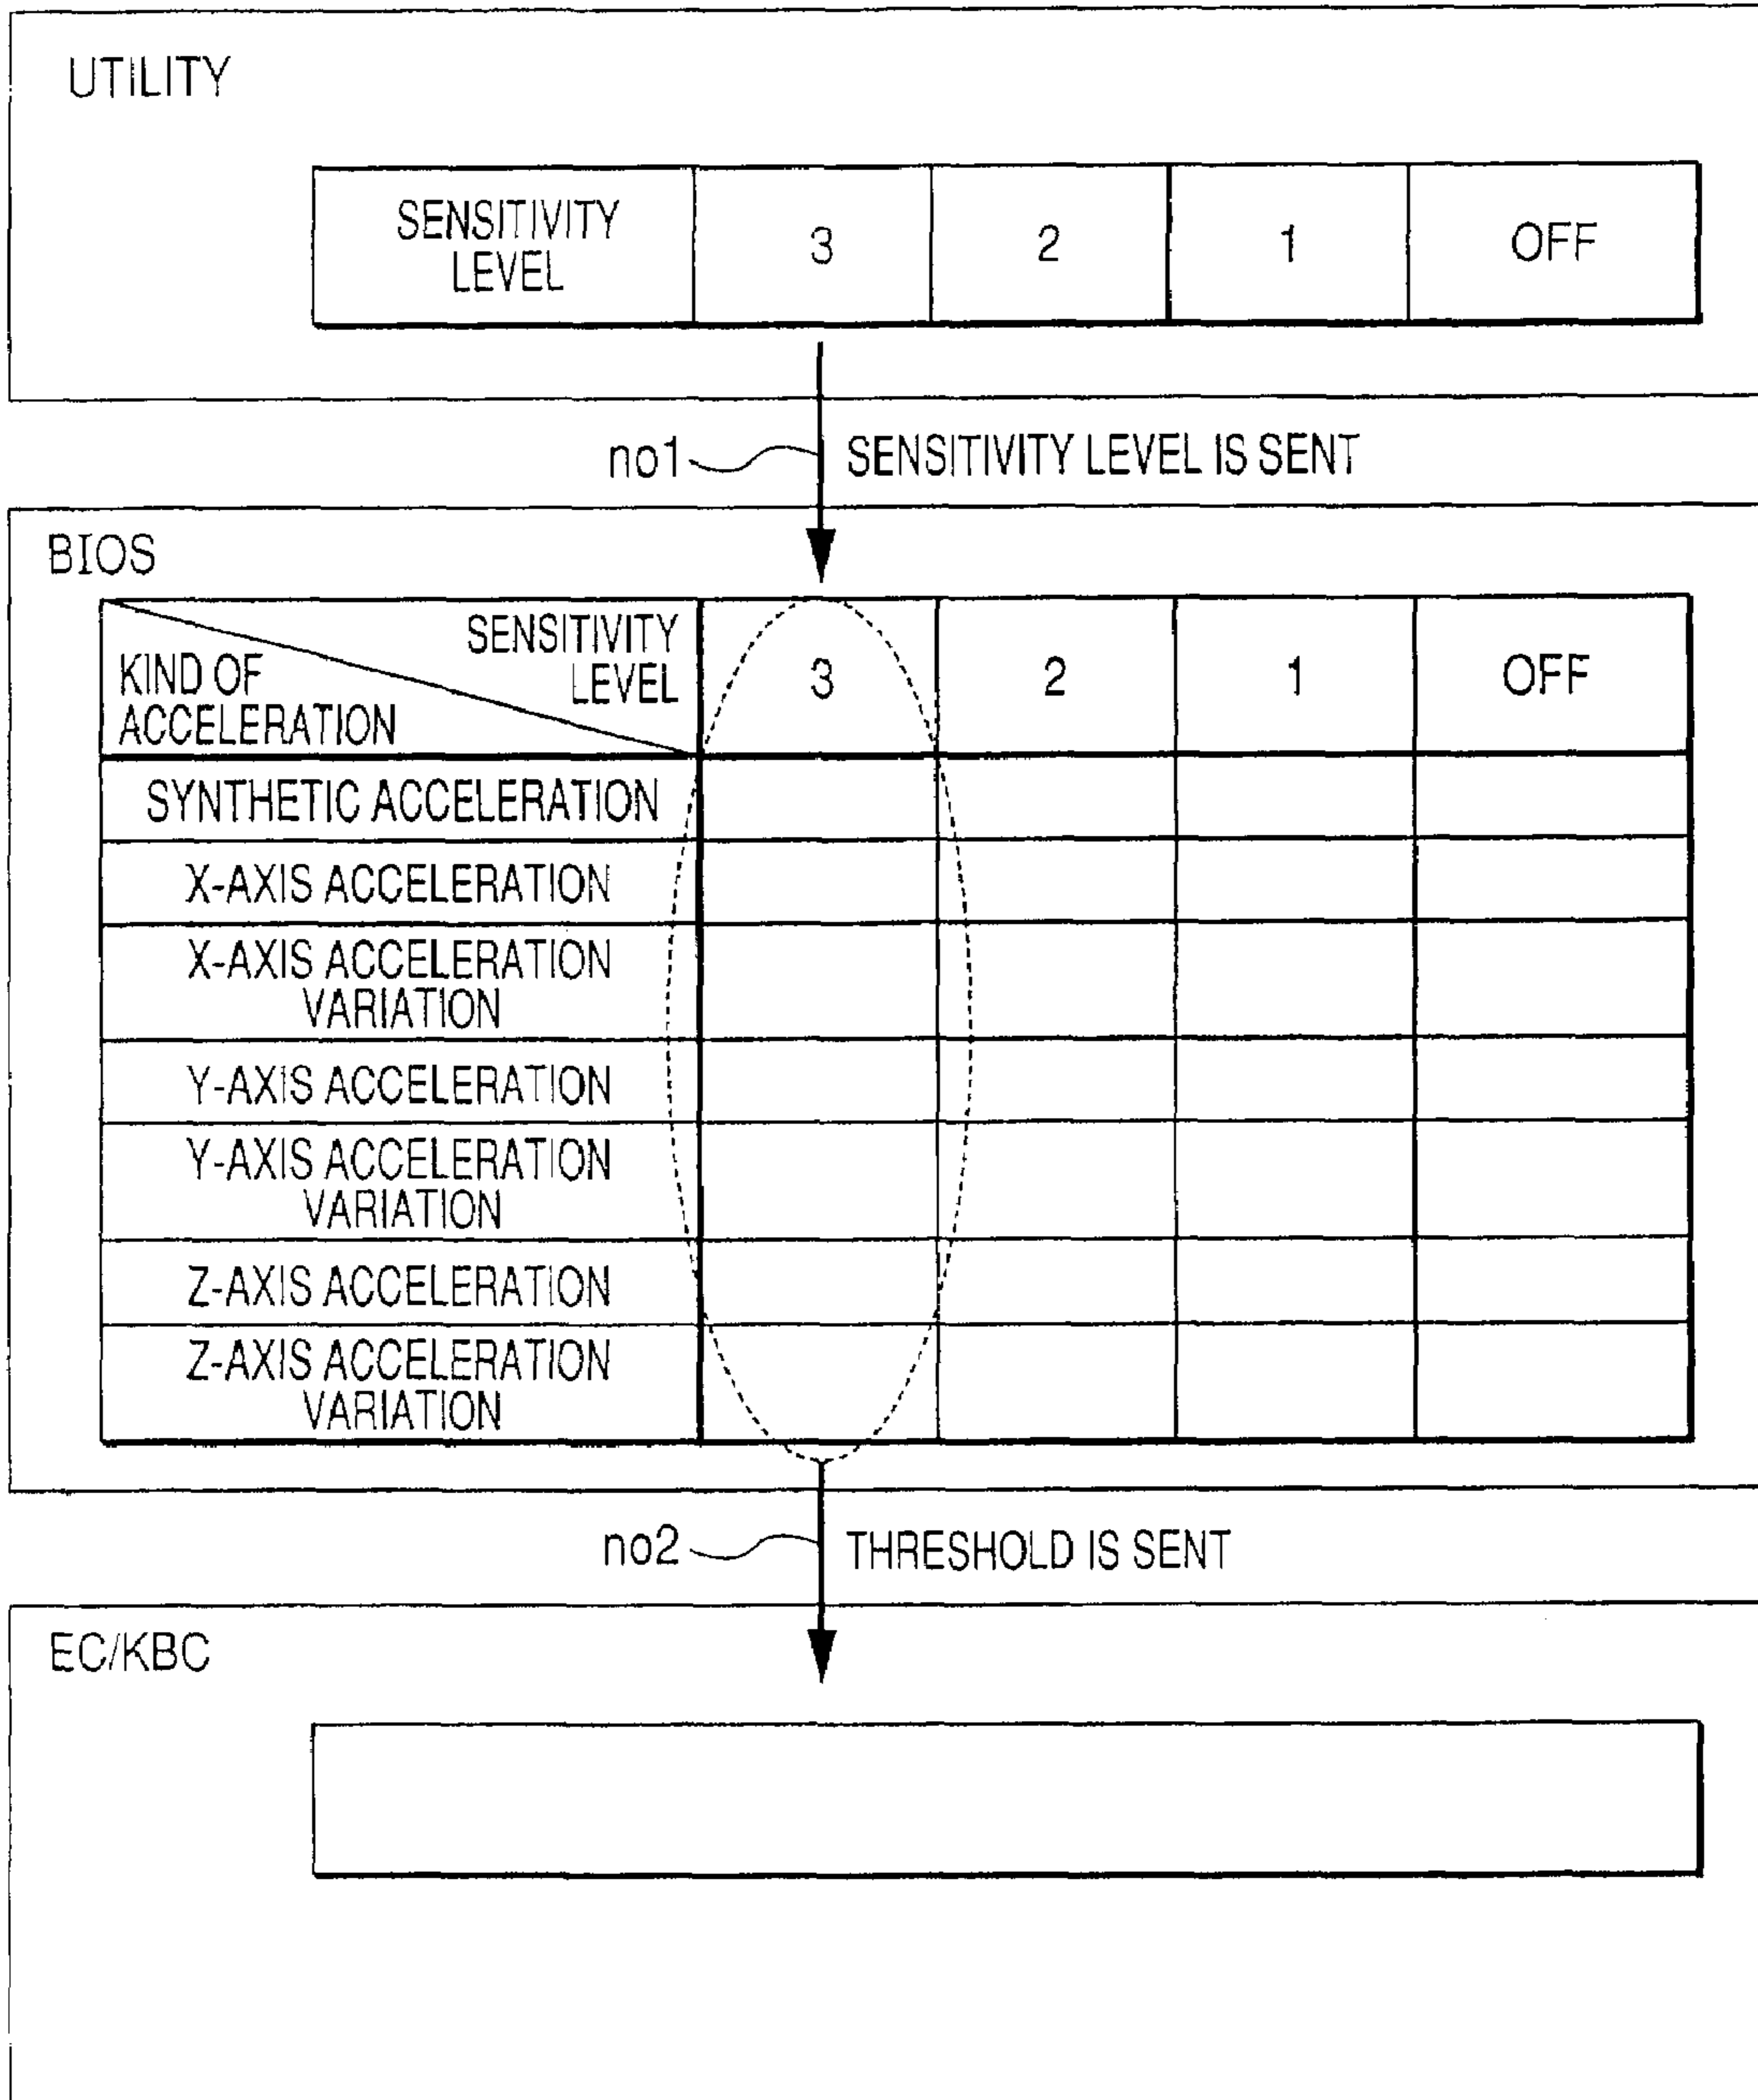 UTILITY
SENSITIVITY
LEVEL
3
2
1
OFF
no1
SENSITIVITY LEVEL IS SENT
BIOS
SENSITIVITY
LEVEL
KIND OF
ACCELERATION
3
2
1
OFF
SYNTHETIC ACCELERATION
X-AXIS ACCELERATION
X-AXIS ACCELERATION
VARIATION
Y-AXIS ACCELERATION
Y-AXIS ACCELERATION
VARIATION
Z-AXIS ACCELERATION
Z-AXIS ACCELERATION
VARIATION
no2
THRESHOLD IS SENT
EC/KBC